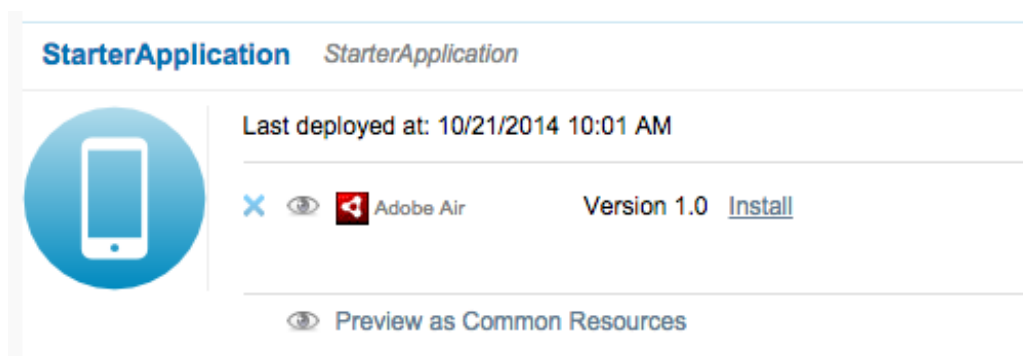 StarterApplication StarterApplication
Last deployed at: 10/21/2014 10:01 AM
Adobe Air Version 1.0 Install
Preview as Common Resources